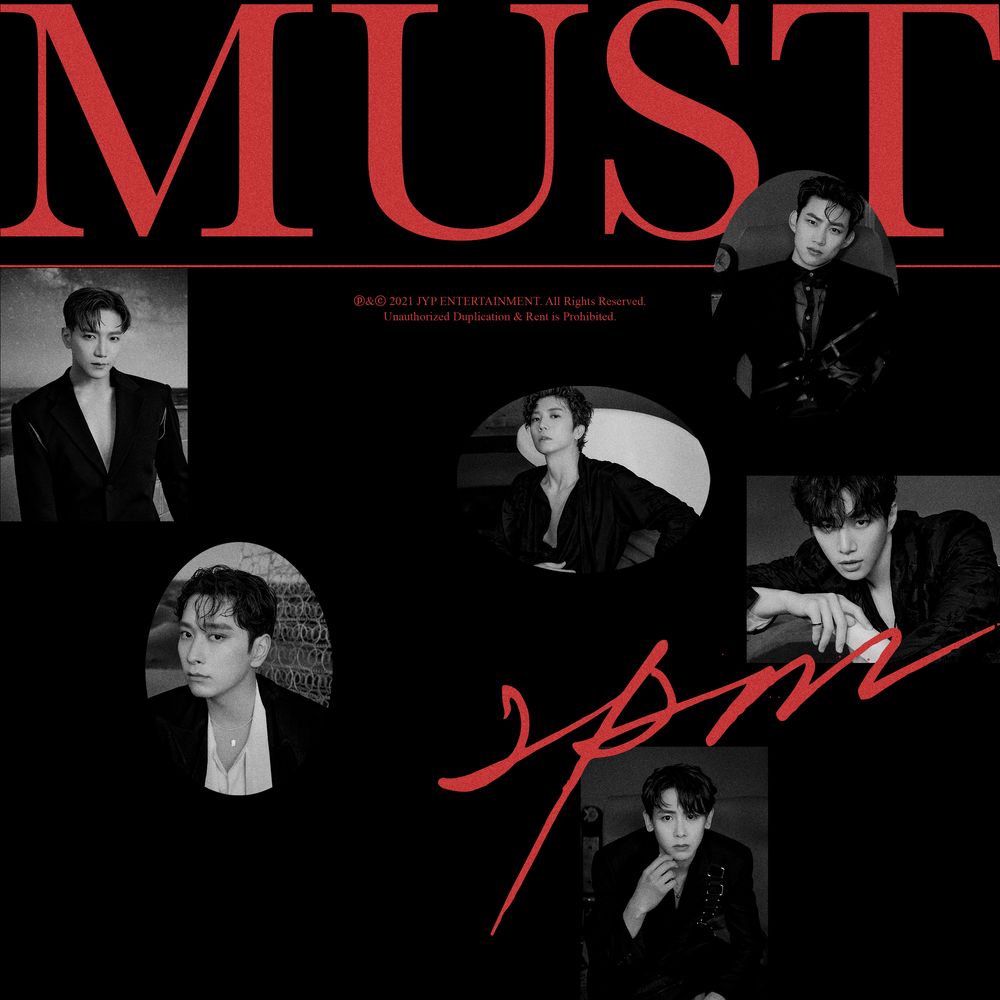 MUST
Ⓟ&ⓒ 2021 JYP ENTERTAINMENT. All Rights Reserved.
Unauthorized Duplication & Rent is Prohibited.
2pm